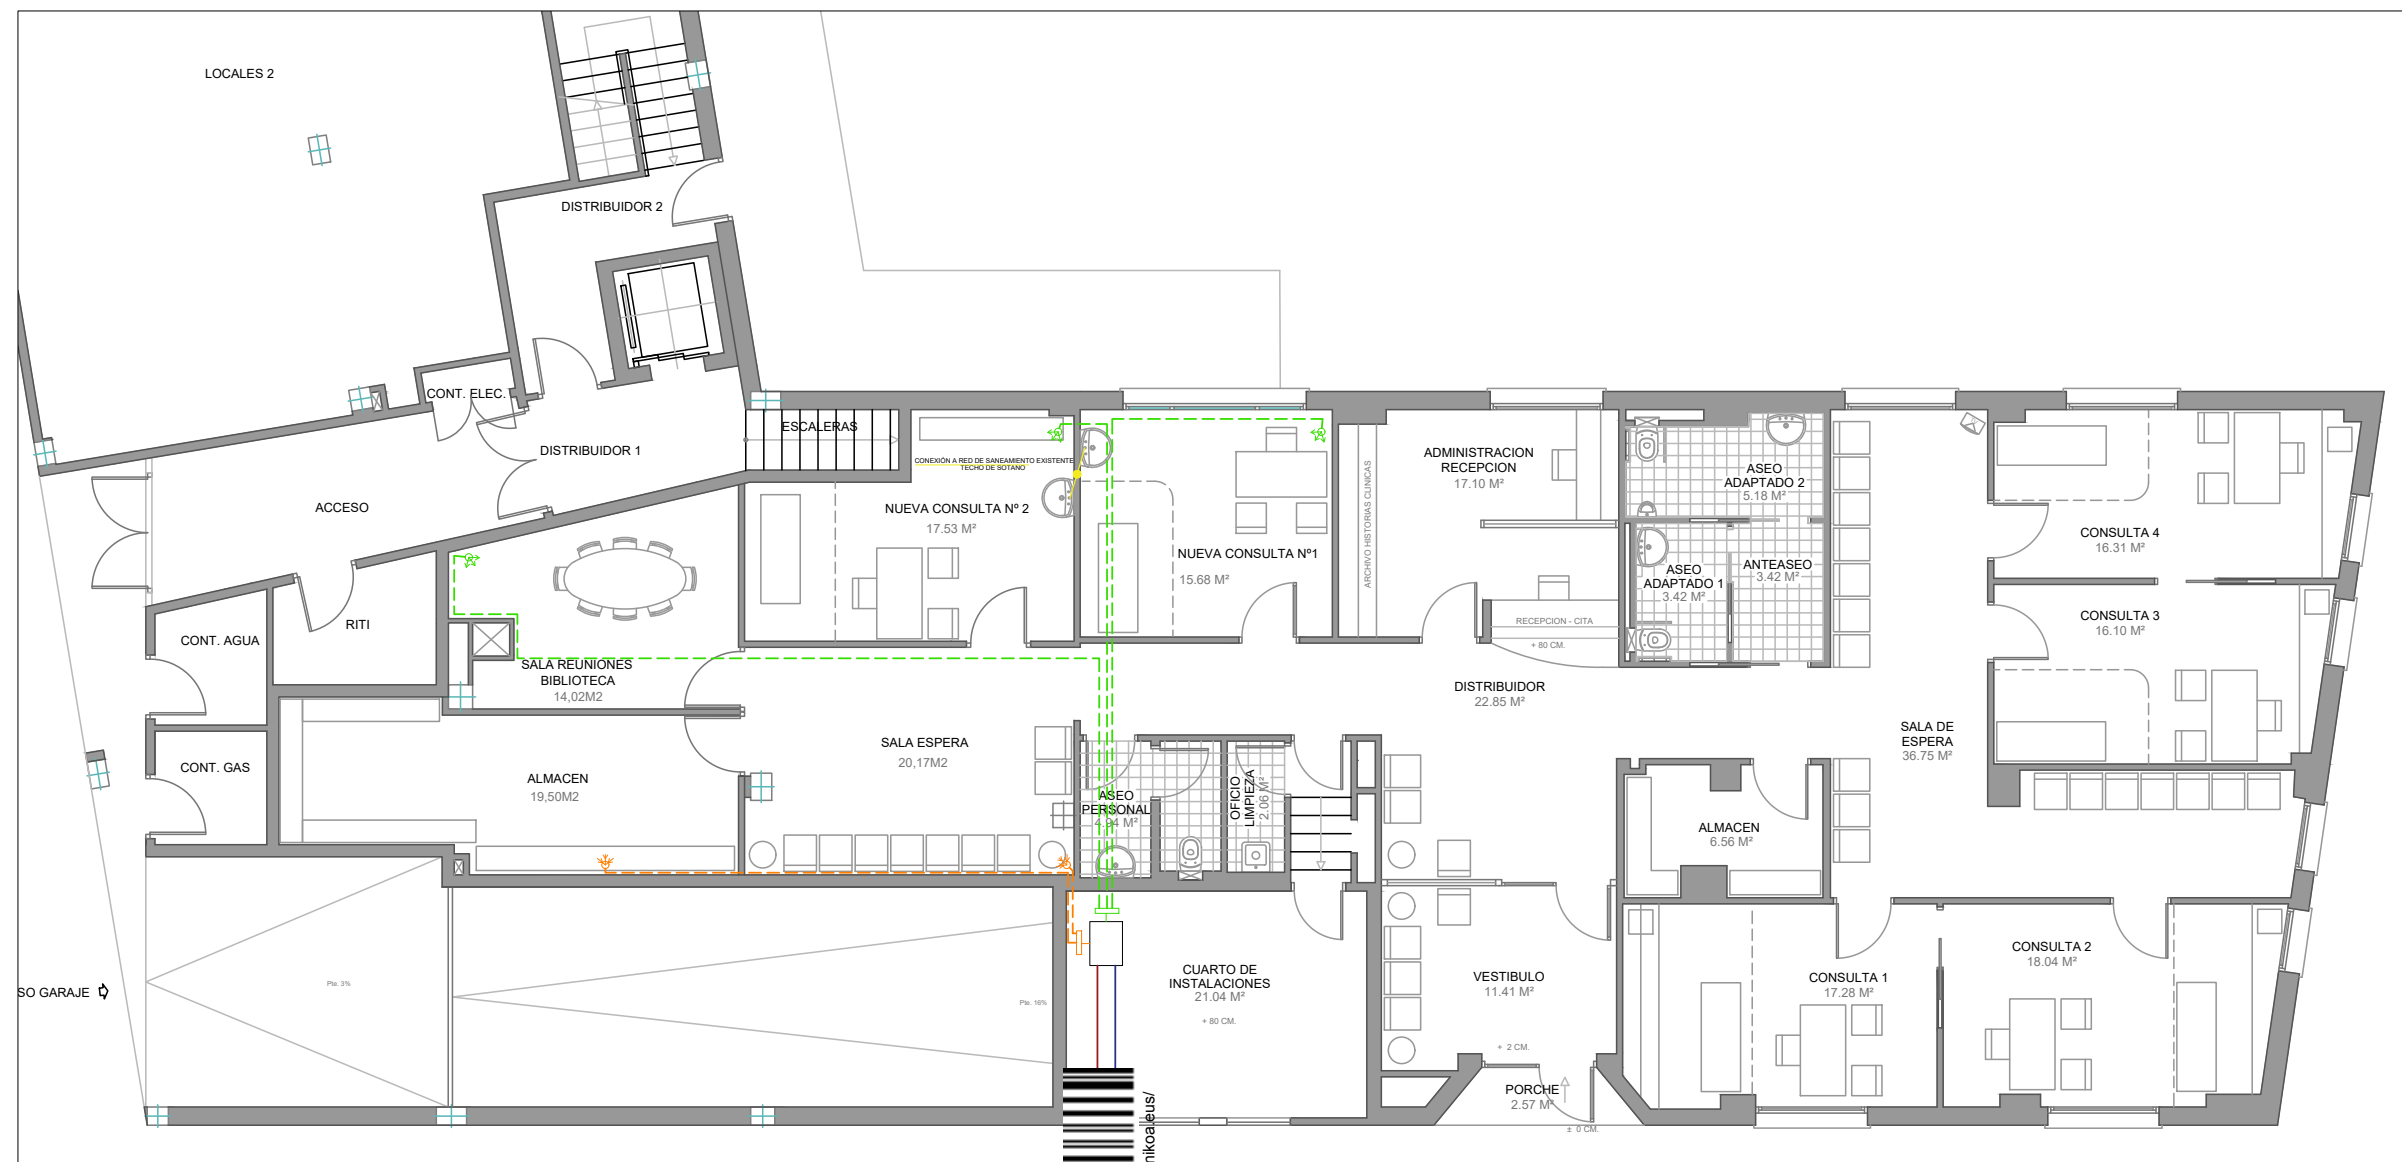 LOCALES 2
DISTRIBUIDOR 2
CONT. ELEC.
DISTRIBUIDOR 1
ACCESO
ESCALERAS
CONEXIÓN A RED DE SANEAMIENTO EXISTENTE
TECHO DE SOTANO
NUEVA CONSULTA Nº 2
17.53 M²
NUEVA CONSULTA Nº1
15.68 M²
ARCHIVO HISTORIAS CLINICAS
ADMINISTRACION
RECEPCION
17.10 M²
RECEPCION - CITA
+ 80 CM.
ASEO
ADAPTADO 2
5.18 M²
ASEO
ADAPTADO 1
3.42 M²
ANTEASEO
3.42 M²
CONSULTA 4
16.31 M²
CONSULTA 3
16.10 M²
RITI
CONT. AGUA
CONT. GAS
SALA REUNIONES
BIBLIOTECA
14,02M2
ALMACEN
19,50M2
SALA ESPERA
20,17M2
ASEO
PERSONAL
4.94 M²
OFICIO
LIMPIEZA
2.06 M²
DISTRIBUIDOR
22.85 M²
SALA DE
ESPERA
36.75 M²
ALMACEN
6.56 M²
SO GARAJE
Pte. 3%
Pte. 16%
CUARTO DE
INSTALACIONES
21.04 M²
+ 80 CM.
VESTIBULO
11.41 M²
+ 2 CM.
PORCHE
2.57 M²
± 0 CM.
CONSULTA 1
17.28 M²
CONSULTA 2
18.04 M²
nikoa.eus/